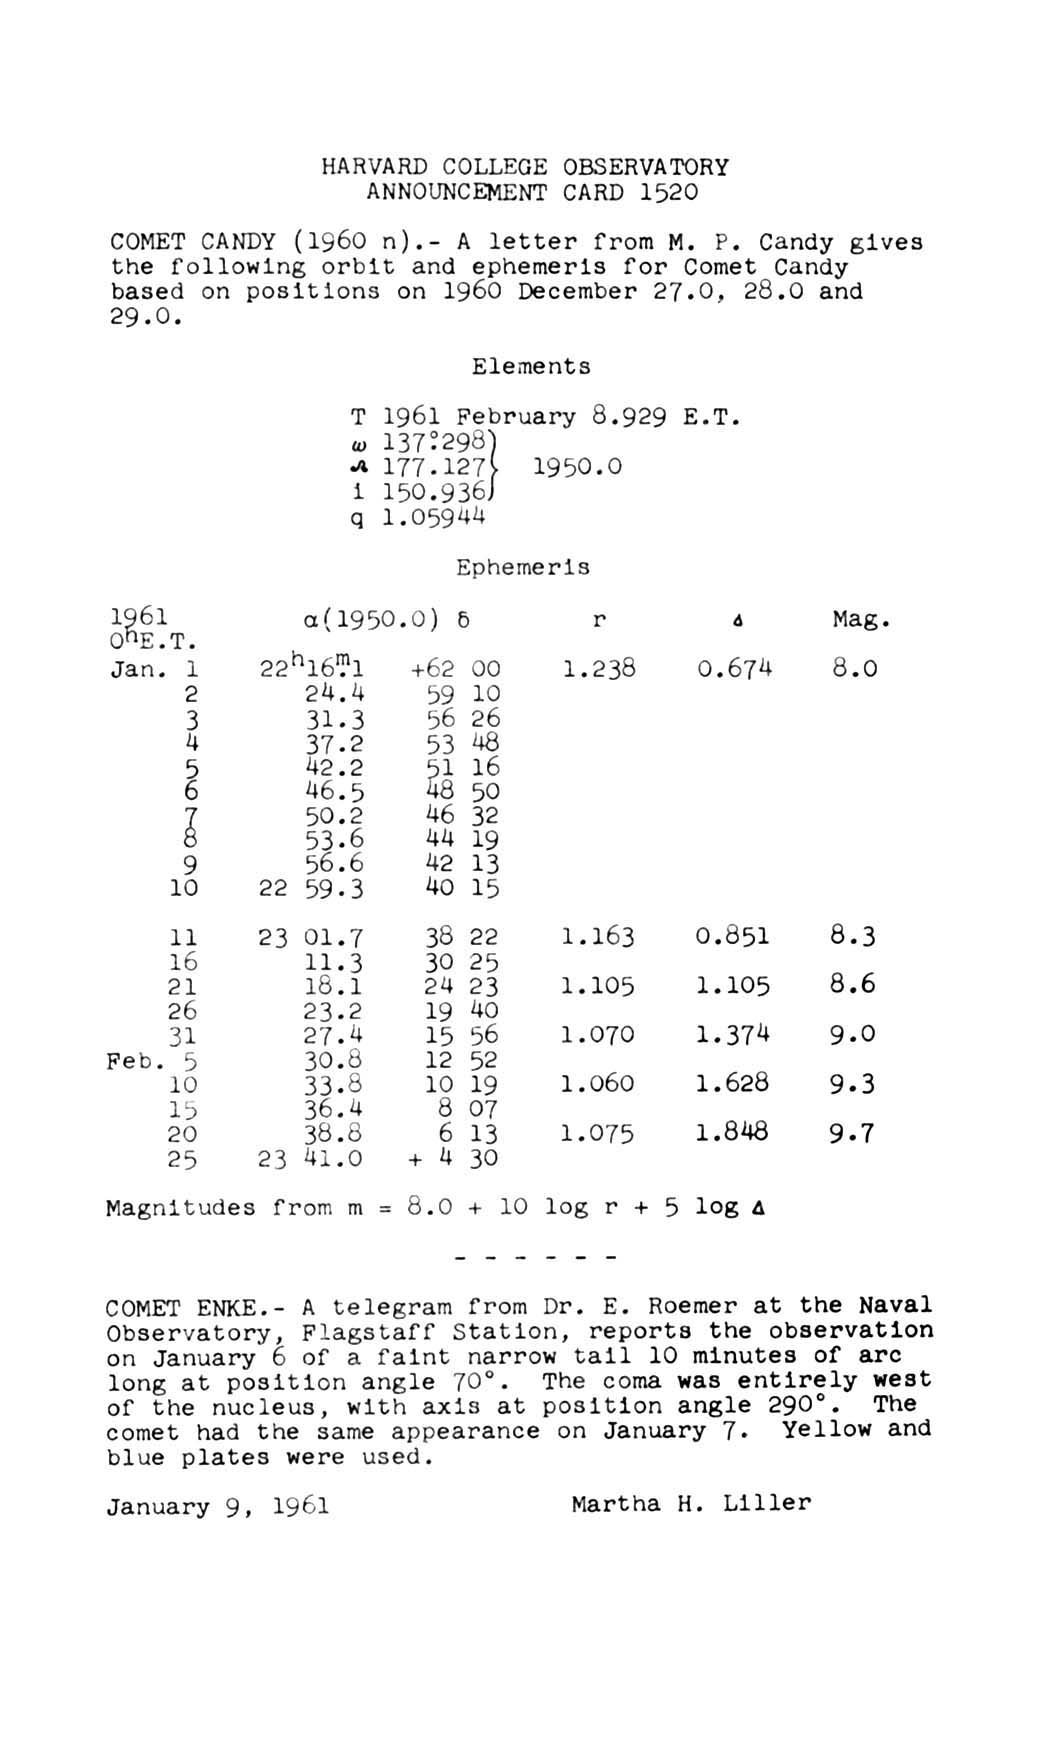 HARVARD COLLEGE OBSERVATORY
ANNOUNCEMENT CARD 1520
COMET CANDY (1960 n).- A letter from M. P. Candy gives
the following orbit and ephemeris for Comet Candy
based on positions on 1960 December 27.0, 28.0 and
29.0.
Elements
T 1961 February 8.929 E.T.
ω 137°.298
☊ 177.127 } 1950.0
i 150.936
q 1.05944
Ephemeris
1961 α(1950.0) δ r Δ Mag.
0ʰE.T.
Jan. 1 22ʰ16ᵐ.1 +62 00 1.238 0.674 8.0
2 24.4 59 10
3 31.3 56 26
4 37.2 53 48
5 42.2 51 16
6 46.5 48 50
7 50.2 46 32
8 53.6 44 19
9 56.6 42 13
10 22 59.3 40 15
11 23 01.7 38 22 1.163 0.851 8.3
16 11.3 30 25
21 18.1 24 23 1.105 1.105 8.6
26 23.2 19 40
31 27.4 15 56 1.070 1.374 9.0
Feb. 5 30.8 12 52
10 33.8 10 19 1.060 1.628 9.3
15 36.4 8 07
20 38.8 6 13 1.075 1.848 9.7
25 23 41.0 + 4 30
Magnitudes from m = 8.0 + 10 log r + 5 log Δ
- - - - - -
COMET ENKE.- A telegram from Dr. E. Roemer at the Naval
Observatory, Flagstaff Station, reports the observation
on January 6 of a faint narrow tail 10 minutes of arc
long at position angle 70°. The coma was entirely west
of the nucleus, with axis at position angle 290°. The
comet had the same appearance on January 7. Yellow and
blue plates were used.
January 9, 1961 Martha H. Liller